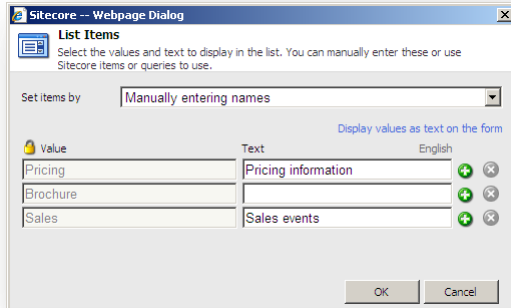 Sitecore -- Webpage Dialog
List Items
Select the values and text to display in the list. You can manually enter these or use
Sitecore items or queries to use.
Set items by Manually entering names
Display values as text on the form
Value Text English
Pricing Pricing information
Brochure
Sales Sales events
OK Cancel